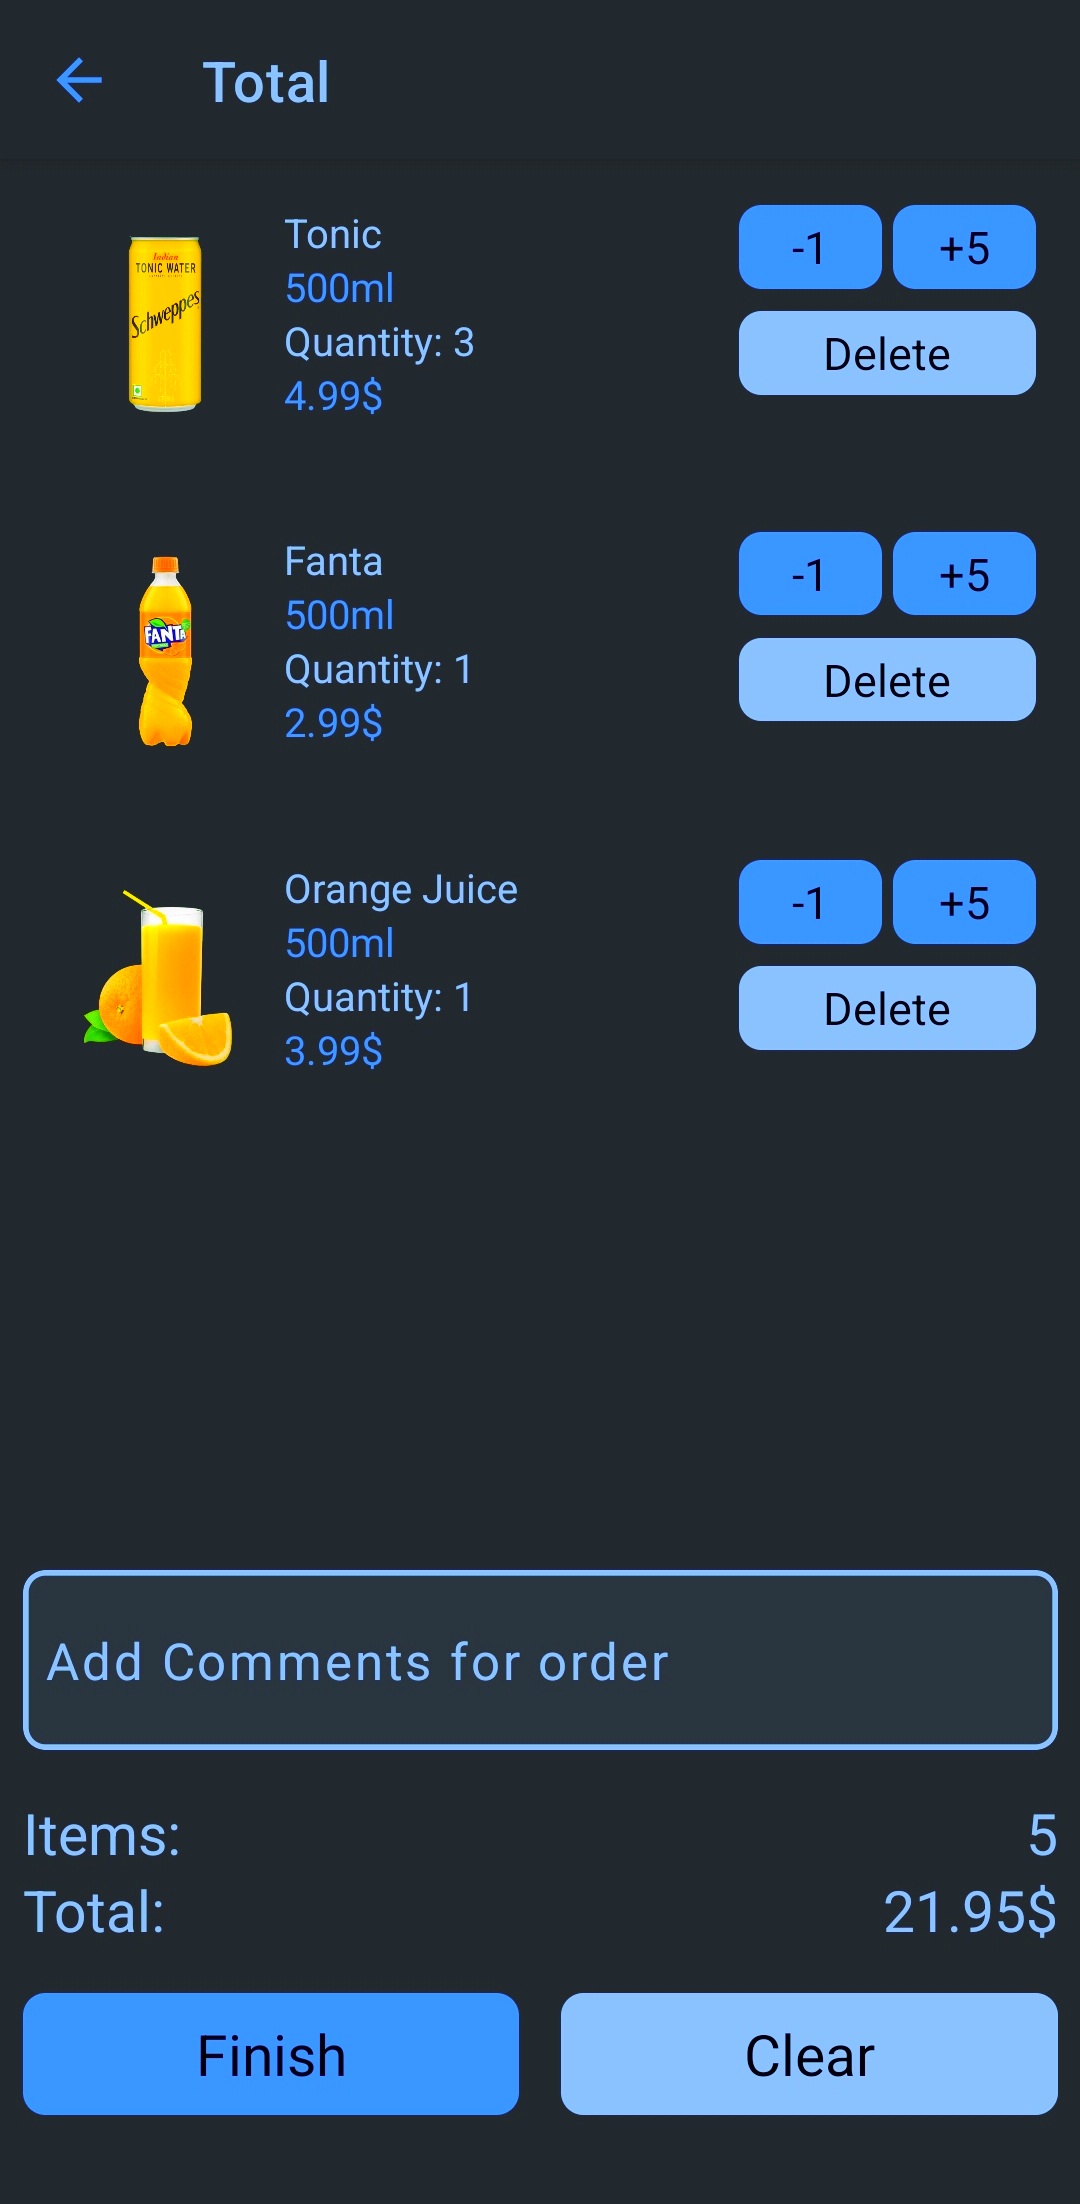 Total
Indian
TONIC WATER
Schweppes
Tonic
500ml
Quantity: 3
4.99$
-1
+5
Delete
FANTA
Fanta
500ml
Quantity: 1
2.99$
-1
+5
Delete
Orange Juice
500ml
Quantity: 1
3.99$
-1
+5
Delete
Add Comments for order
Items: 5
Total: 21.95$
Finish
Clear